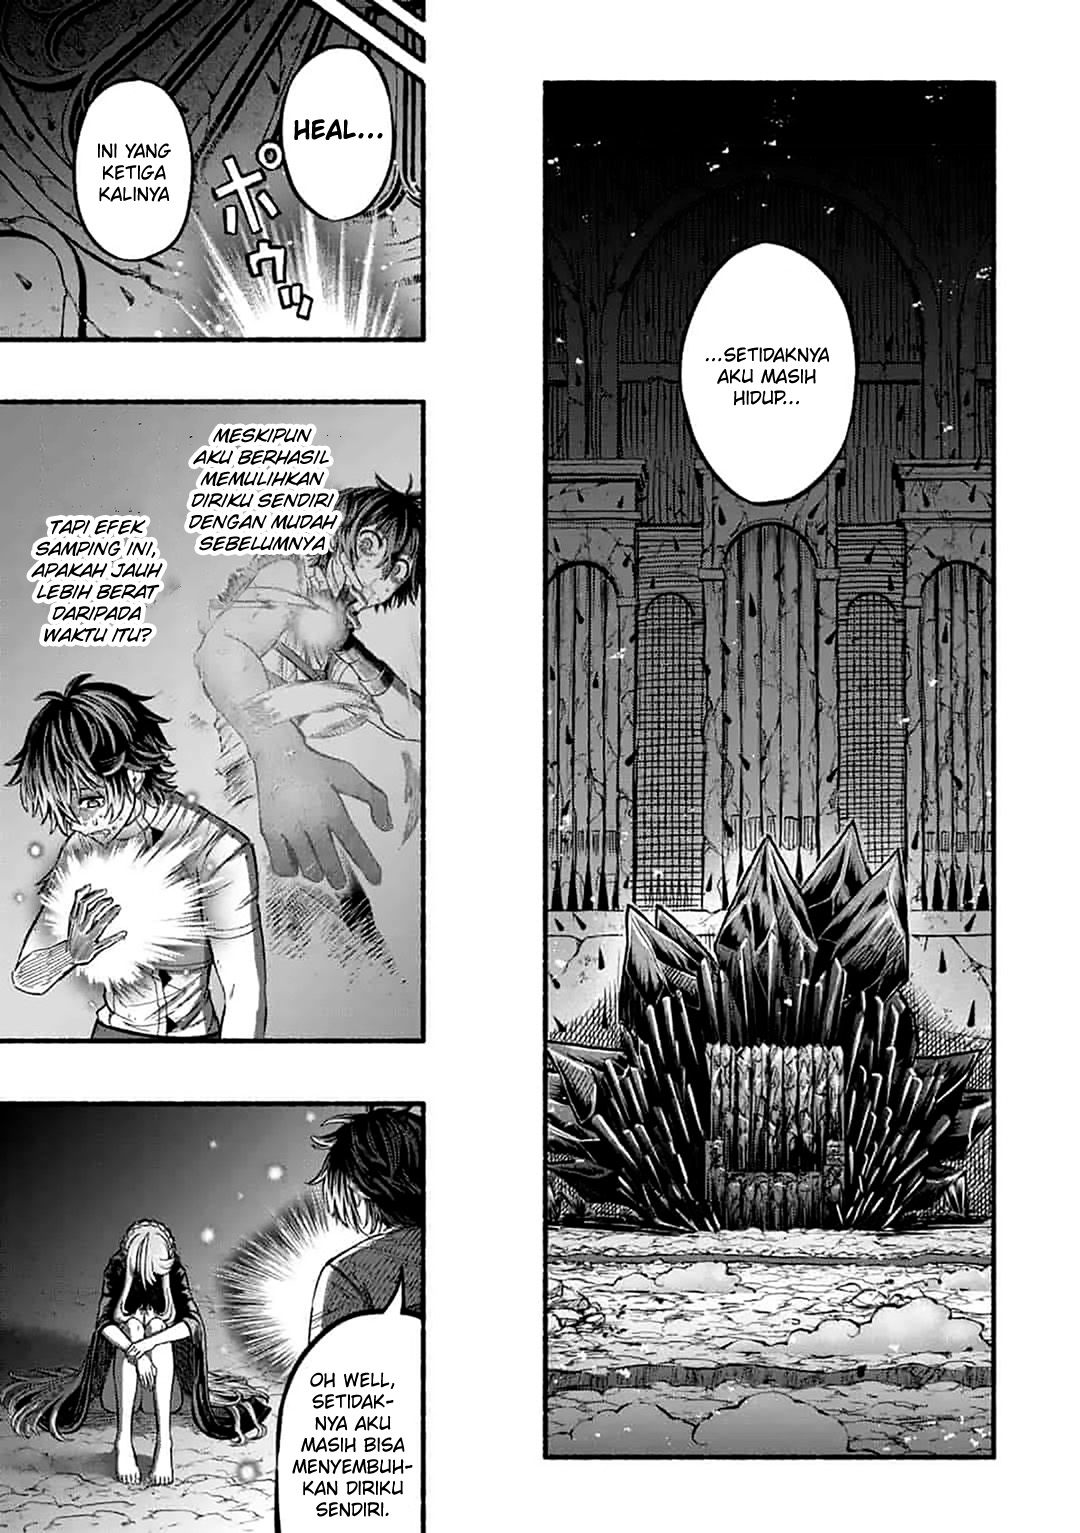 ...SETIDAKNYA
AKU MASIH
HIDUP...
HEAL...
INI YANG
KETIGA
KALINYA
ポゥッ
MESKIPUN
AKU BERHASIL
MEMULIHKAN
DIRIKU SENDIRI
DENGAN MUDAH
SEBELUMNYA
TAPI EFEK
SAMPING INI,
APAKAH JAUH
LEBIH BERAT
DARIPADA
WAKTU ITU?
OH WELL,
SETIDAK-
NYA AKU
MASIH BISA
MENYEMBUH-
KAN DIRIKU
SENDIRI.